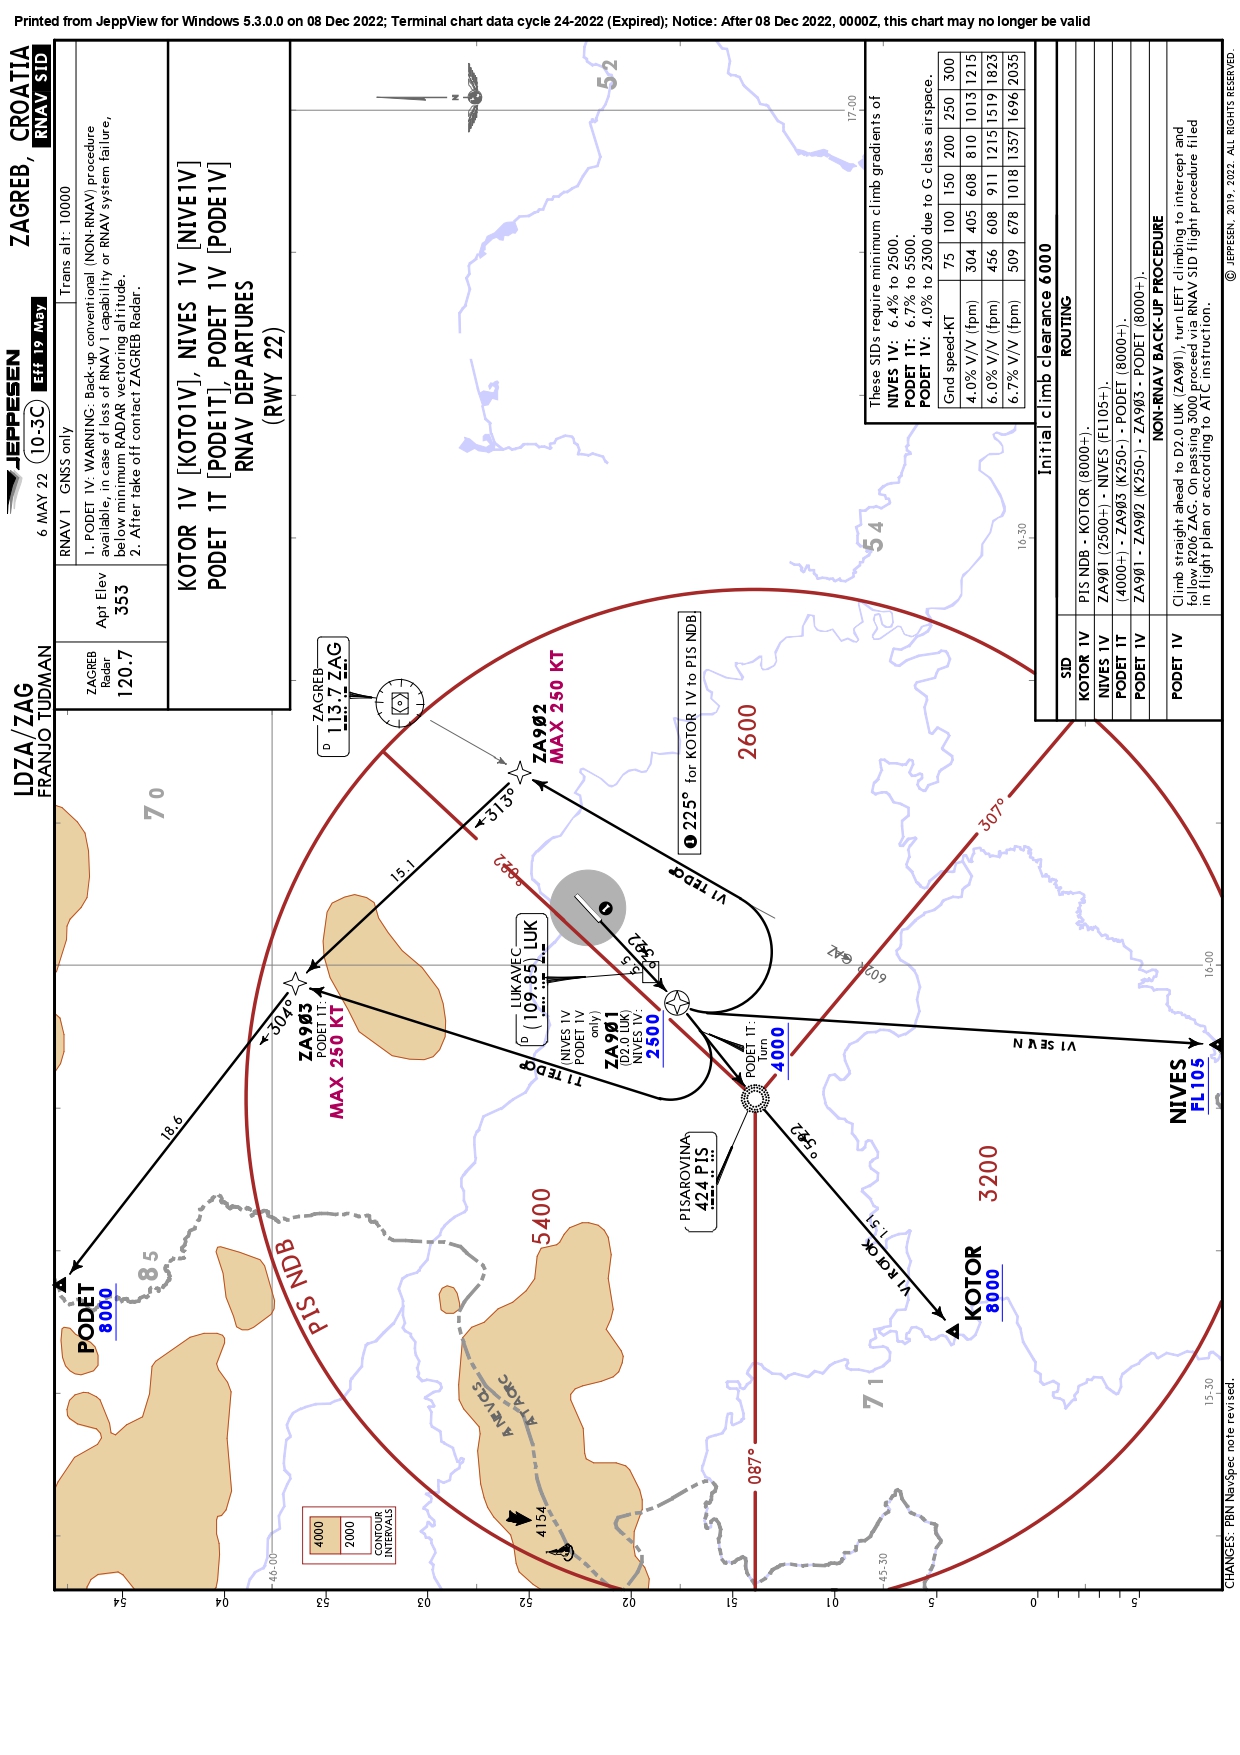 Printed from JeppView for Windows 5.3.0.0 on 08 Dec 2022; Terminal chart data cycle 24-2022 (Expired); Notice: After 08 Dec 2022, 0000Z, this chart may no longer be valid
LDZA/ZAG
FRANJO TUDMAN
JEPPESEN
6 MAY 22
10-3C
Eff 19 May
ZAGREB, CROATIA
RNAV SID
ZAGREB
Radar
120.7
Apt Elev
353
RNAV 1 GNSS only
Trans alt: 10000
1. PODET 1V: WARNING: Back-up conventional (NON-RNAV) procedure
available, in case of loss of RNAV 1 capability or RNAV system failure,
below minimum RADAR vectoring altitude.
2. After take off contact ZAGREB Radar.
KOTOR 1V [KOTO1V], NIVES 1V [NIVE1V]
PODET 1T [PODE1T], PODET 1V [PODE1V]
RNAV DEPARTURES
(RWY 22)
N
70
52
54
71
85
PODET
8000
18.6
304°
ZAGREB
D
113.7 ZAG
ZA902
MAX 250 KT
313°
15.1
ZA903
PODET 1T:
MAX 250 KT
PIS NDB
022°
LUKAVEC
D
(109.85) LUK
5.5
(NIVES 1V
PODET 1V
only)
ZA901
(D2.0 LUK)
NIVES 1V:
2500
1 225° for KOTOR 1V to PIS NDB.
2600
PODET 1T:
Turn
4000
PISAROVINA
424 PIS
5400
3200
307°
087°
KOTOR
8000
NIVES
FL105
4154
4000
2000
CONTOUR
INTERVALS
46-00
45-30
15-30
16-00
16-30
17-00
54
04
53
03
52
02
51
01
5
0
5
These SIDs require minimum climb gradients of
NIVES 1V: 6.4% to 2500.
PODET 1T: 6.7% to 5500.
PODET 1V: 4.0% to 2300 due to G class airspace.
Gnd speed-KT 75 100 150 200 250 300
4.0% V/V (fpm) 304 405 608 810 1013 1215
6.0% V/V (fpm) 456 608 911 1215 1519 1823
6.7% V/V (fpm) 509 678 1018 1357 1696 2035
Initial climb clearance 6000
SID ROUTING
KOTOR 1V PIS NDB - KOTOR (8000+).
NIVES 1V ZA901 (2500+) - NIVES (FL105+).
PODET 1T (4000+) - ZA903 (K250-) - PODET (8000+).
PODET 1V ZA901 - ZA902 (K250-) - ZA903 - PODET (8000+).
NON-RNAV BACK-UP PROCEDURE
PODET 1V Climb straight ahead to D2.0 LUK (ZA901), turn LEFT climbing to intercept and
follow R206 ZAG. On passing 3000 proceed via RNAV SID flight procedure filed
in flight plan or according to ATC instruction.
CHANGES: PBN NavSpec note revised.
© JEPPESEN, 2019, 2022. ALL RIGHTS RESERVED.